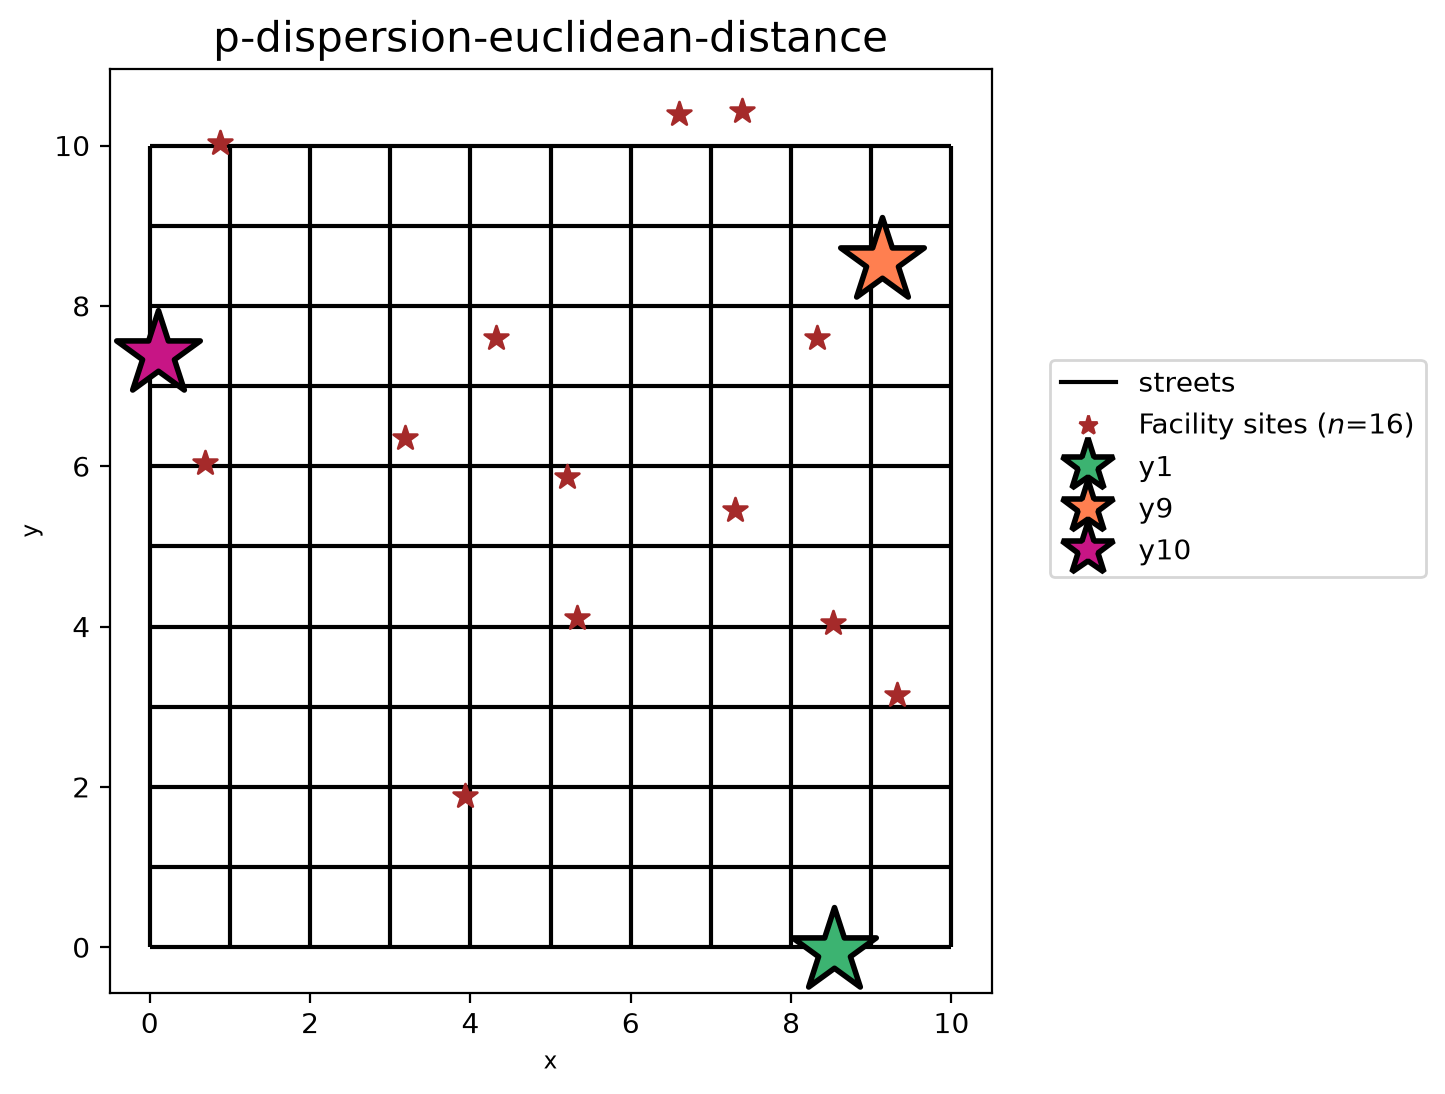 p-dispersion-euclidean-distance
10
8
6
4
2
0
y
0 2 4 6 8 10
x
streets
Facility sites (n=16)
y1
y9
y10